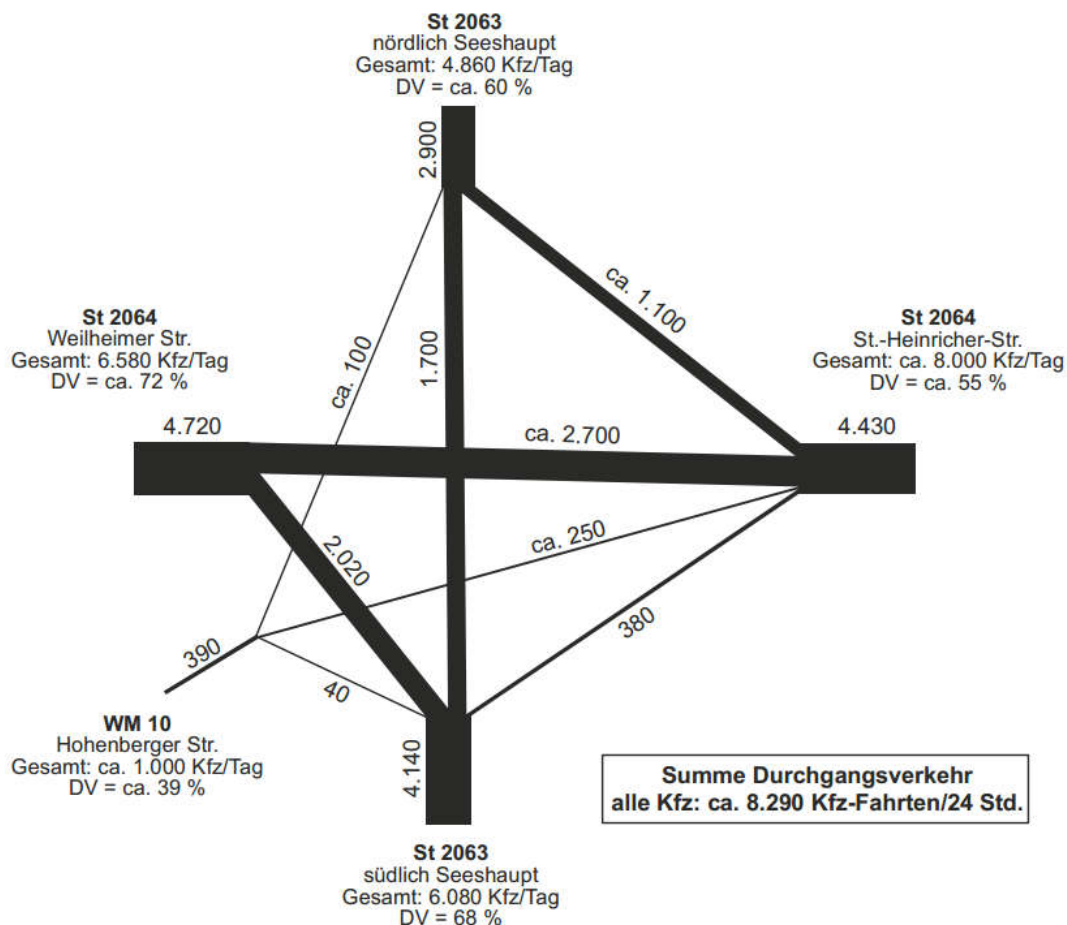 St 2063
nördlich Seeshaupt
Gesamt: 4.860 Kfz/Tag
DV = ca. 60 %
2.900
ca. 1.100
St 2064
Weilheimer Str.
Gesamt: 6.580 Kfz/Tag
DV = ca. 72 %
4.720
ca. 100
1.700
St 2064
St.-Heinricher-Str.
Gesamt: ca. 8.000 Kfz/Tag
DV = ca. 55 %
4.430
ca. 2.700
2.020
ca. 250
380
390
40
WM 10
Hohenberger Str.
Gesamt: ca. 1.000 Kfz/Tag
DV = ca. 39 %
4.140
Summe Durchgangsverkehr
alle Kfz: ca. 8.290 Kfz-Fahrten/24 Std.
St 2063
südlich Seeshaupt
Gesamt: 6.080 Kfz/Tag
DV = 68 %